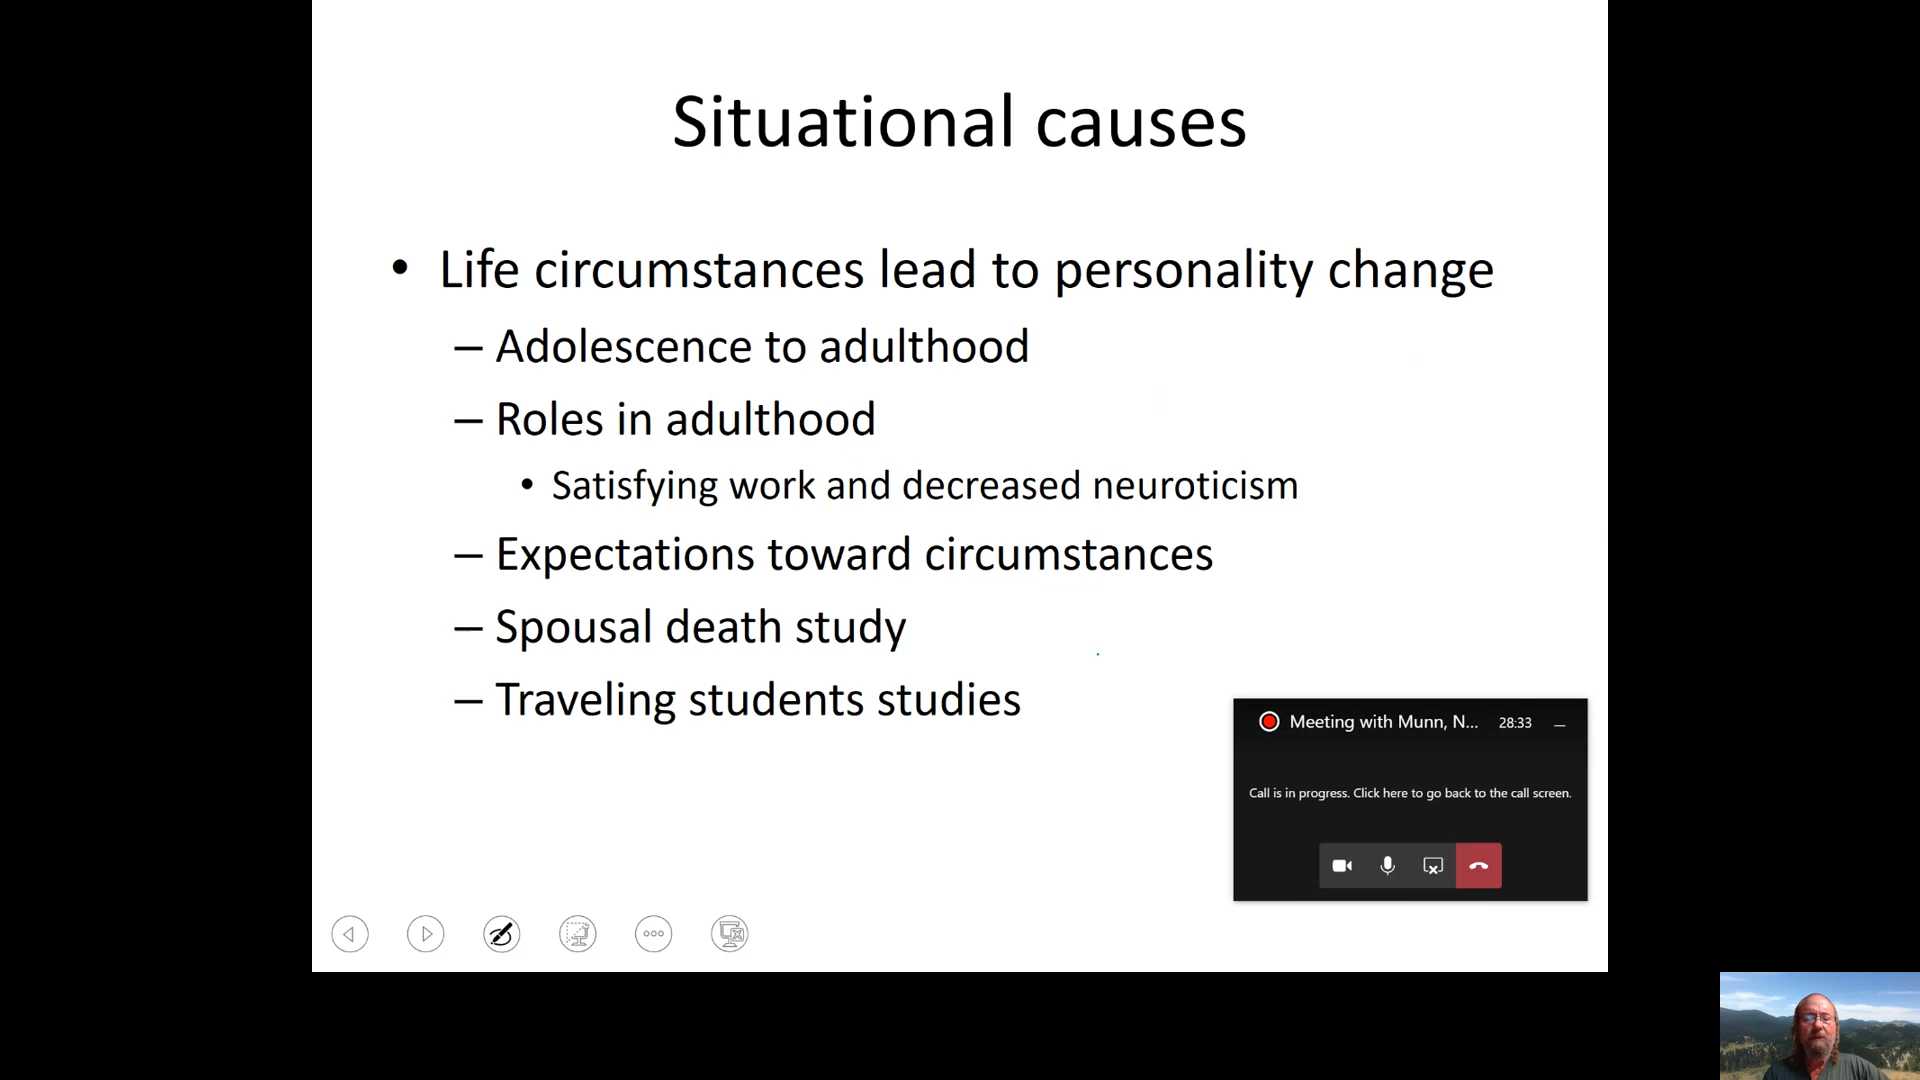 Situational causes
• Life circumstances lead to personality change
– Adolescence to adulthood
– Roles in adulthood
• Satisfying work and decreased neuroticism
– Expectations toward circumstances
– Spousal death study
– Traveling students studies
Meeting with Munn, N... 28:33
Call is in progress. Click here to go back to the call screen.